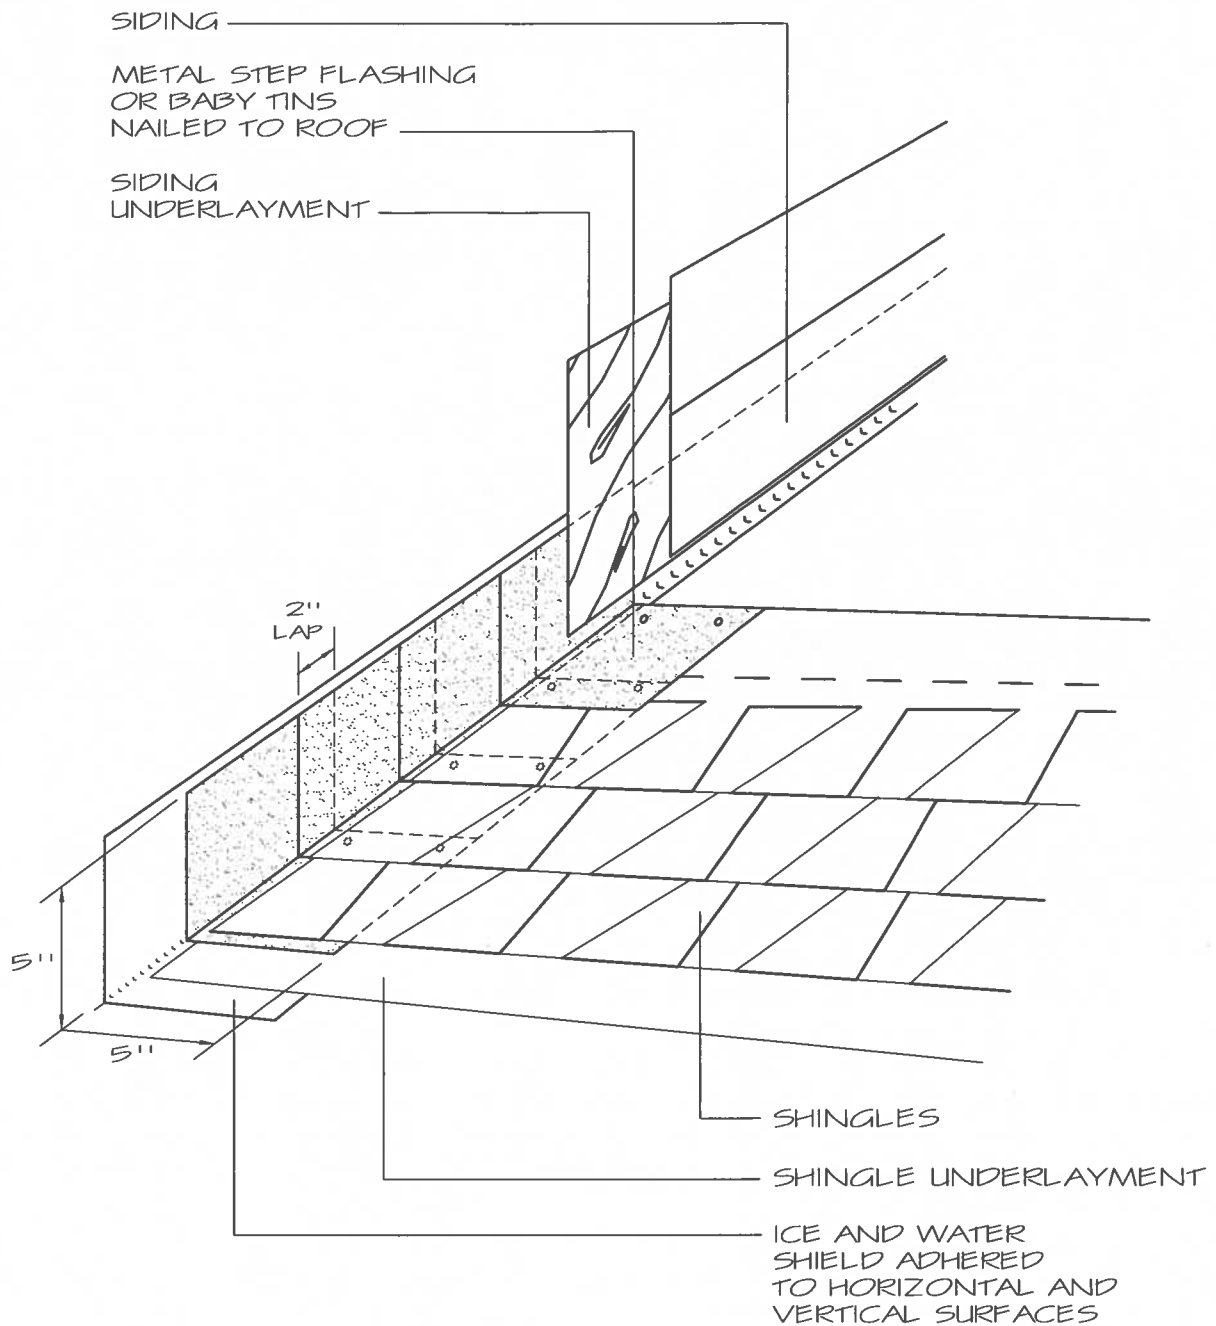 SIDING
METAL STEP FLASHING
OR BABY TINS
NAILED TO ROOF
SIDING
UNDERLAYMENT
2"
LAP
5"
5"
SHINGLES
SHINGLE UNDERLAYMENT
ICE AND WATER
SHIELD ADHERED
TO HORIZONTAL AND
VERTICAL SURFACES